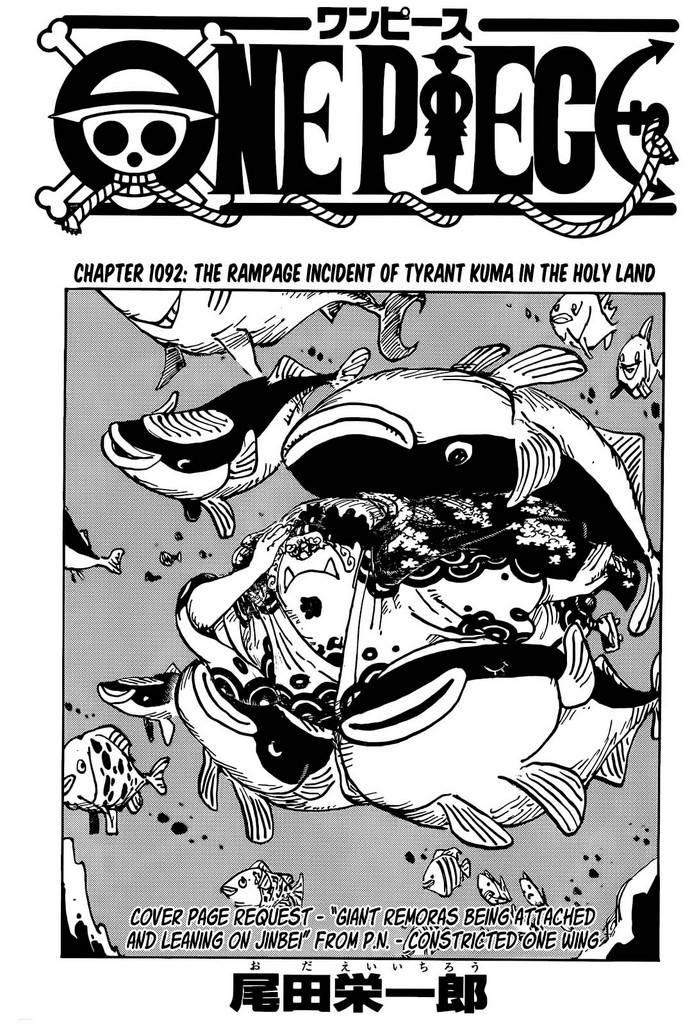 ワンピース
ONE PIECE
CHAPTER 1092: THE RAMPAGE INCIDENT OF TYRANT KUMA IN THE HOLY LAND
COVER PAGE REQUEST - "GIANT REMORAS BEING ATTACHED
AND LEANING ON JINBEI" FROM P.N. - CONSTRICTED ONE WING
おだえいいちろう
尾田栄一郎